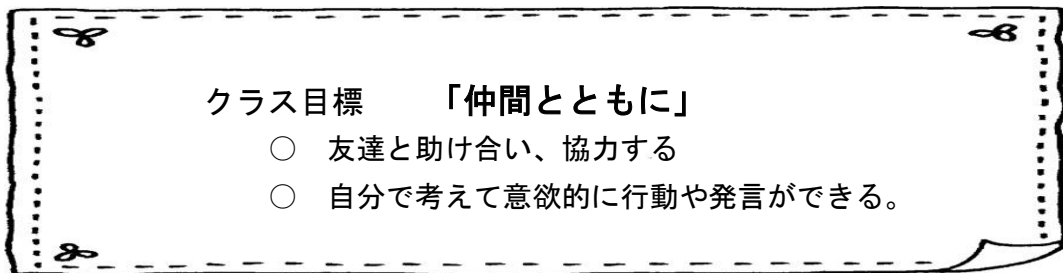 クラス目標　「仲間とともに」
○　友達と助け合い、協力する
○　自分で考えて意欲的に行動や発言ができる。